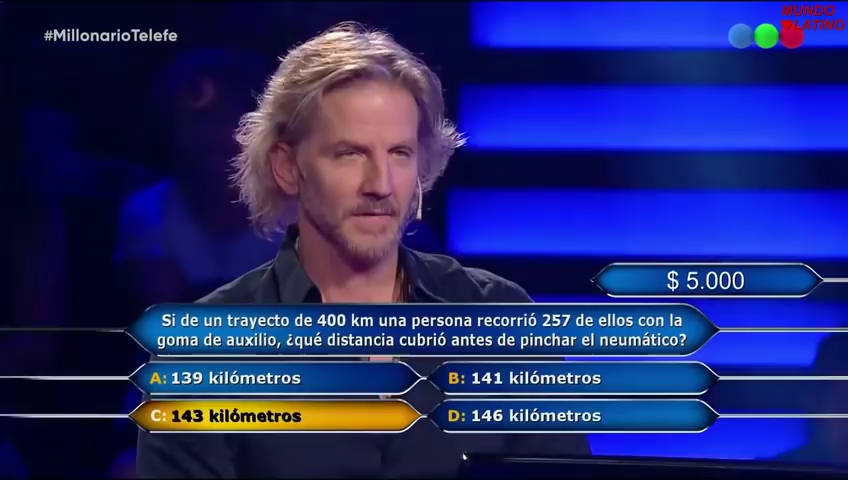 #MillonarioTelefe
MUNDO
LATINO
$ 5.000
Si de un trayecto de 400 km una persona recorrió 257 de ellos con la
goma de auxilio, ¿qué distancia cubrió antes de pinchar el neumático?
A: 139 kilómetros
B: 141 kilómetros
C: 143 kilómetros
D: 146 kilómetros